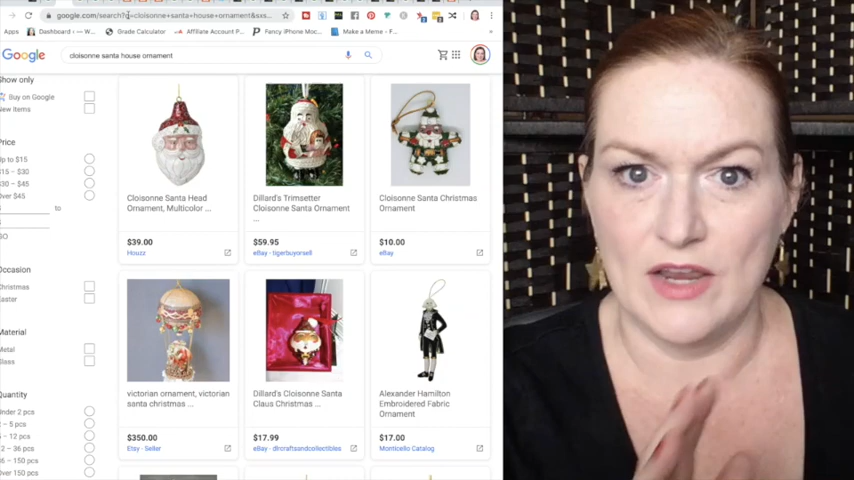 google.com/search?q=cloisonne+santa+house+ornament&sxs...
Dashboard
Grade Calculator
Affiliate Account P...
Fancy iPhone Moc...
Make a Meme - F...
Google
cloisonne santa house ornament
Show only
Buy on Google
New items
Price
Up to $15
$15 – $30
$30 – $45
Over $45
to
GO
Occasion
Christmas
Easter
Material
Metal
Glass
Quantity
Under 2 pcs
2 – 5 pcs
– 12 pcs
12 – 36 pcs
– 150 pcs
Over 150 pcs
Cloisonne Santa Head
Ornament, Multicolor ...
$39.00
Houzz
Dillard's Trimsetter
Cloisonne Santa Ornament
...
$59.95
eBay - tigerbuyorsell
Cloisonne Santa Christmas
Ornament
$10.00
eBay
victorian ornament, victorian
santa christmas ...
$350.00
Etsy - Seller
Dillard's Cloisonne Santa
Claus Christmas ...
$17.99
eBay - dlrcraftsandcollectibles
Alexander Hamilton
Embroidered Fabric
Ornament
$17.00
Monticello Catalog